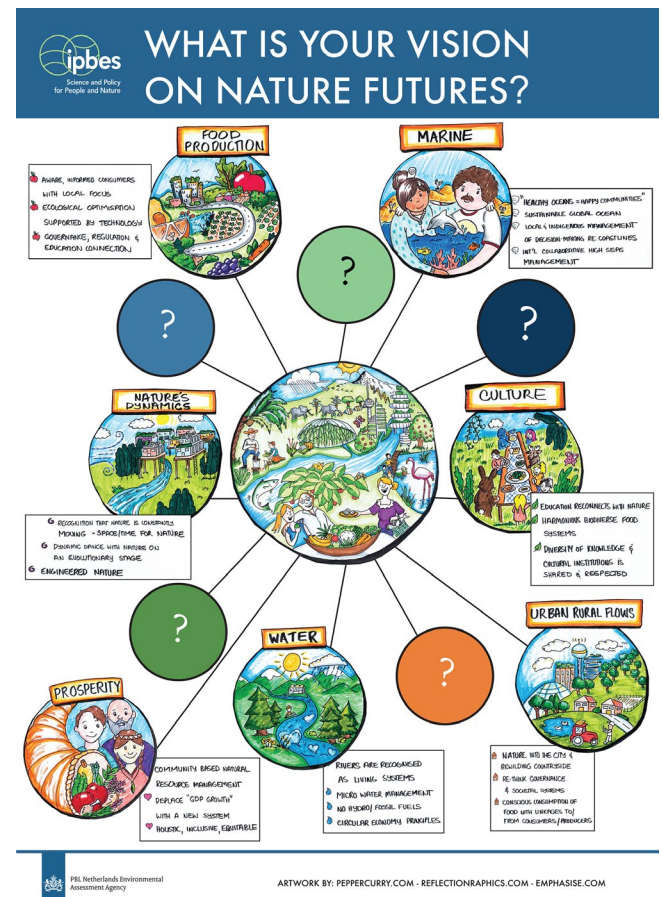 ipbes
Science and Policy
for People and Nature
WHAT IS YOUR VISION
ON NATURE FUTURES?
FOOD
PRODUCTION
AWARE, INFORMED CONSUMERS
WITH LOCAL FOCUS
ECOLOGICAL OPTIMISATION
SUPPORTED BY TECHNOLOGY
GOVERNANCE, REGULATION &
EDUCATION CONNECTION
MARINE
"HEALTHY OCEANS = HAPPY COMMUNITIES"
SUSTAINABLE GLOBAL OCEAN
LOCAL & INDIGENOUS MANAGEMENT
OF DECISION-MAKING RE COASTLINES
INT'L COLLABORATIVE HIGH SEAS
MANAGEMENT
?
?
?
NATURE'S
DYNAMICS
RECOGNITION THAT NATURE IS CONSTANTLY
MOVING - SPACE/TIME FOR NATURE
DYNAMIC DANCE WITH NATURE ON
AN EVOLUTIONARY STAGE
ENGINEERED NATURE
CULTURE
EDUCATION RECONNECTS WITH NATURE
HARMONING BIODIVERSE FOOD
SYSTEMS
DIVERSITY OF KNOWLEDGE &
CULTURAL INSTITUTIONS IS
SHARED & RESPECTED
?
?
PROSPERITY
COMMUNITY BASED NATURAL
RESOURCE MANAGEMENT
DEPLACE "GDP GROWTH"
WITH A NEW SYSTEM
HOLISTIC, INCLUSIVE, EQUITABLE
WATER
RIVERS ARE RECOGNISED
AS LIVING SYSTEMS
MICRO WATER MANAGEMENT
NO HYDRO/FOSSIL FUELS
CIRCULAR ECONOMY PRINCIPLES
URBAN RURAL FLOWS
NATURE INTO THE CITY &
REWILDING COUNTRYSIDE
RE-THINK GOVERNANCE
& SOCIETAL SYSTEMS
CONSCIOUS CONSUMPTION OF
FOOD WITH LINKAGES TO/
FROM CONSUMERS/PRODUCERS
PBL Netherlands Environmental
Assessment Agency
ARTWORK BY: PEPPERCURRY.COM - REFLECTIONRAPHICS.COM - EMPHASISE.COM